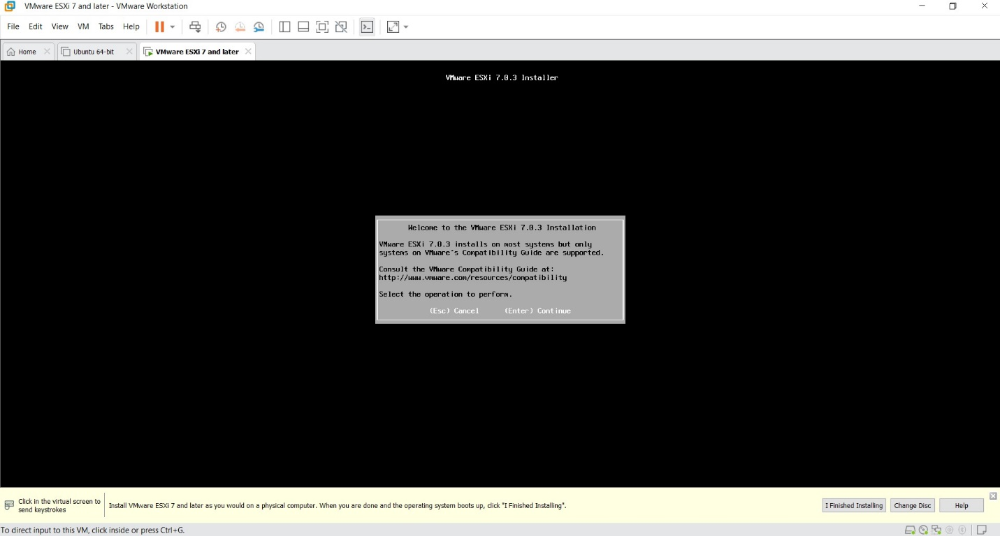 VMware ESXi 7 and later - VMware Workstation
File Edit View VM Tabs Help
Home Ubuntu 64-bit VMware ESXi 7 and later
VMware ESXi 7.0.3 Installer
Welcome to the VMware ESXi 7.0.3 Installation
VMware ESXi 7.0.3 installs on most systems but only
systems on VMware's Compatibility Guide are supported.
Consult the VMware Compatibility Guide at:
http://www.vmware.com/resources/compatibility
Select the operation to perform.
(Esc) Cancel (Enter) Continue
Click in the virtual screen to
send keystrokes
Install VMware ESXi 7 and later as you would on a physical computer. When you are done and the operating system boots up, click "I Finished Installing".
I Finished Installing Change Disc Help
To direct input to this VM, click inside or press Ctrl+G.